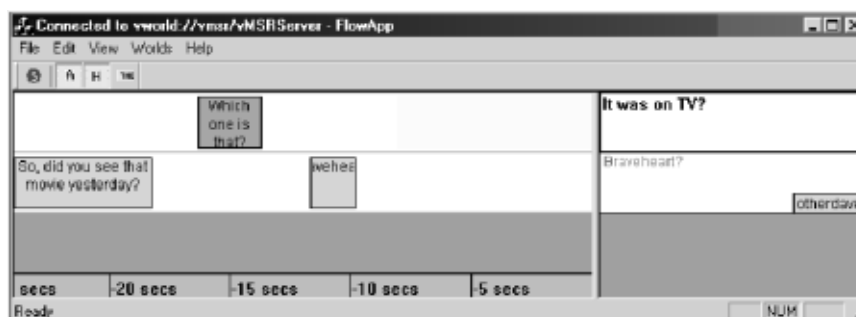 Connected to vworld://vmsr/vMSRServer - FlowApp
File Edit View Worlds Help
A H
Which
one is
that?
It was on TV?
So, did you see that
movie yesterday?
Braveheart?
otherdave
secs -20 secs -15 secs -10 secs -5 secs
Ready NUM